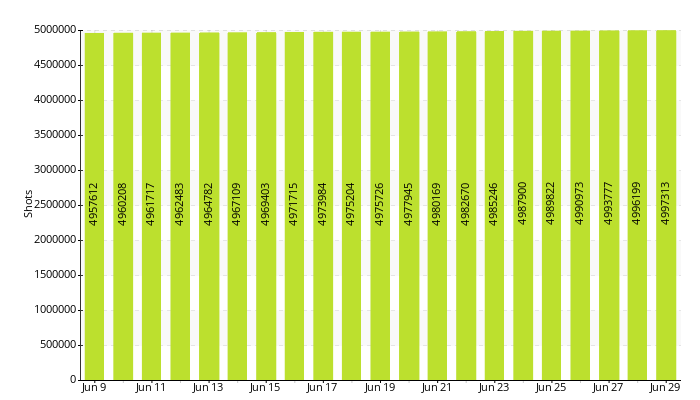 5000000
4500000
4000000
3500000
3000000
2500000
2000000
1500000
1000000
500000
0
Shots
4957612
4960208
4961717
4962483
4964782
4967109
4969403
4971715
4973984
4975204
4975726
4977945
4980169
4982670
4985246
4987900
4989822
4990973
4993777
4996199
4997313
Jun 9
Jun 11
Jun 13
Jun 15
Jun 17
Jun 19
Jun 21
Jun 23
Jun 25
Jun 27
Jun 29